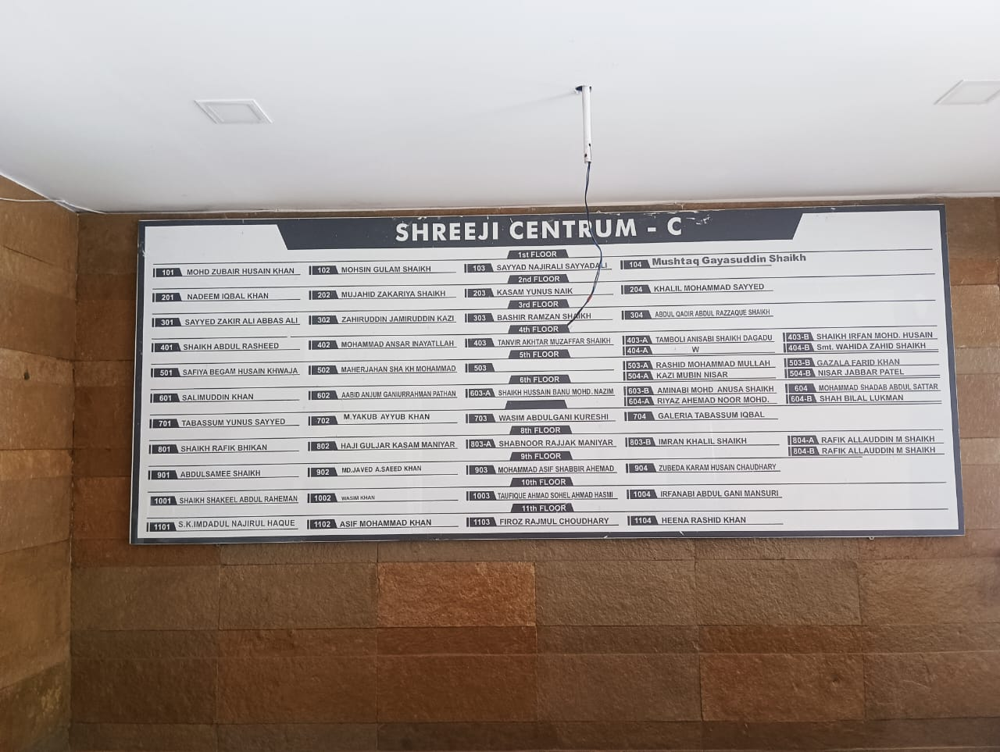 SHREEJI CENTRUM - C
1st FLOOR
101 MOHD ZUBAIR HUSAIN KHAN 102 MOHSIN GULAM SHAIKH 103 SAYYAD NAJIRALI SAYYADALI 104 Mushtaq Gayasuddin Shaikh
2nd FLOOR
201 NADEEM IQBAL KHAN 202 MUJAHID ZAKARIYA SHAIKH 203 KASAM YUNUS NAIK 204 KHALIL MOHAMMAD SAYYED
3rd FLOOR
301 SAYYED ZAKIR ALI ABBAS ALI 302 ZAHIRUDDIN JAMIRUDDIN KAZI 303 BASHIR RAMZAN SHAIKH 304 ABDUL QADIR ABDUL RAZZAQUE SHAIKH
4th FLOOR
401 SHAIKH ABDUL RASHEED 402 MOHAMMAD ANSAR INAYATLLAH 403 TANVIR AKHTAR MUZAFFAR SHAIKH 403-A TAMBOLI ANISABI SHAIKH DAGADU 403-B SHAIKH IRFAN MOHD. HUSAIN
404-A W 404-B Smt. WAHIDA ZAHID SHAIKH
5th FLOOR
501 SAFIYA BEGAM HUSAIN KHWAJA 502 MAHERJAHAN SHA KH MOHAMMAD 503 503-A RASHID MOHAMMAD MULLAH 503-B GAZALA FARID KHAN
504-A KAZI MUBIN NISAR 504-B NISAR JABBAR PATEL
6th FLOOR
601 SALIMUDDIN KHAN 602 AABID ANJUM GANIURRAHMAN PATHAN 603-A SHAIKH HUSSAIN BANU MOHD. NAZIM 603-B AMINABI MOHD ANUSA SHAIKH 604 MOHAMMAD SHADAB ABDUL SATTAR
604-A RIYAZ AHEMAD NOOR MOHD. 604-B SHAH BILAL LUKMAN
701 TABASSUM YUNUS SAYYED 702 M.YAKUB AYYUB KHAN 703 WASIM ABDULGANI KURESHI 704 GALERIA TABASSUM IQBAL
8th FLOOR
801 SHAIKH RAFIK BHIKAN 802 HAJI GULJAR KASAM MANIYAR 803-A SHABNOOR RAJJAK MANIYAR 803-B IMRAN KHALIL SHAIKH 804-A RAFIK ALLAUDDIN M SHAIKH
804-B RAFIK ALLAUDDIN M SHAIKH
9th FLOOR
901 ABDULSAMEE SHAIKH 902 MD.JAVED A.SAEED KHAN 903 MOHAMMAD ASIF SHABBIR AHEMAD 904 ZUBEDA KARAM HUSAIN CHAUDHARY
10th FLOOR
1001 SHAIKH SHAKEEL ABDUL RAHEMAN 1002 WASIM KHAN 1003 TAUFIQUE AHMAD SOHEL AHMAD HASMI 1004 IRFANABI ABDUL GANI MANSURI
11th FLOOR
1101 S.K.IMDADUL NAJIRUL HAQUE 1102 ASIF MOHAMMAD KHAN 1103 FIROZ RAJMUL CHOUDHARY 1104 HEENA RASHID KHAN